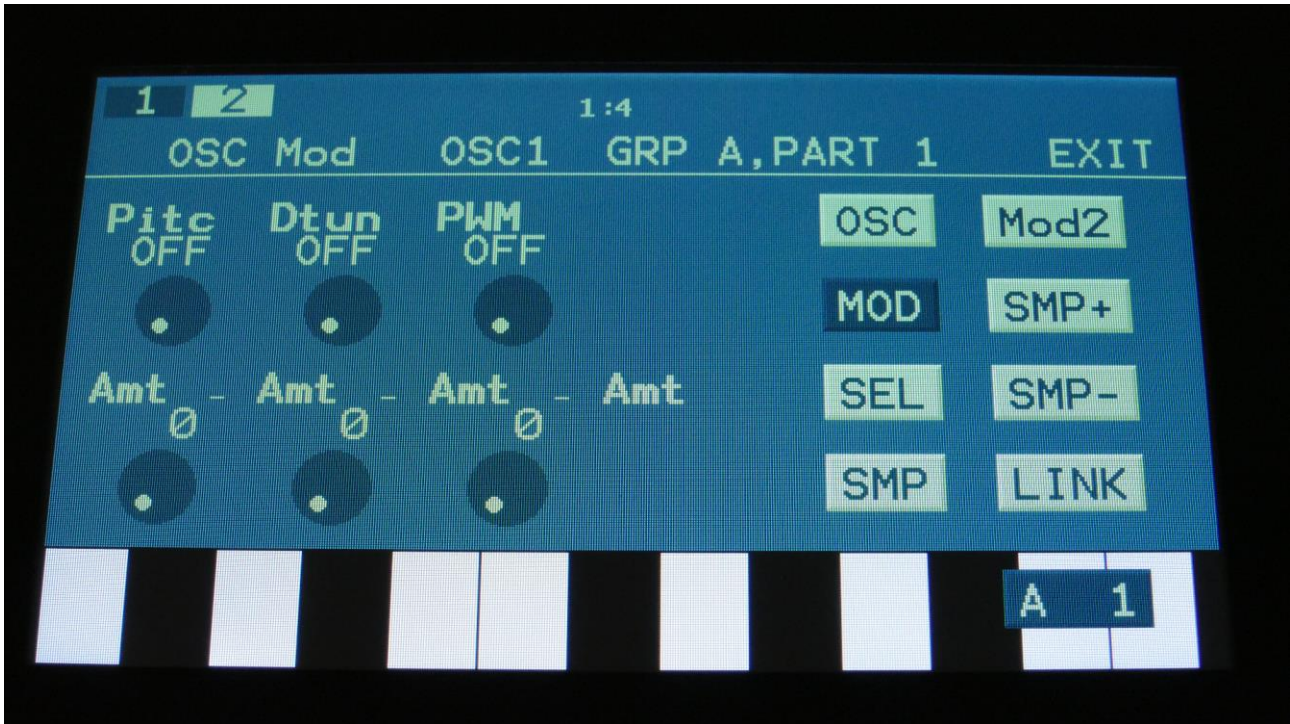 1 2 1:4
OSC Mod OSC1 GRP A,PART 1 EXIT
Pitc Dtun PWM OSC Mod2
OFF OFF OFF
MOD SMP+
Amt - Amt - Amt - Amt SEL SMP-
0 0 0
SMP LINK
A 1